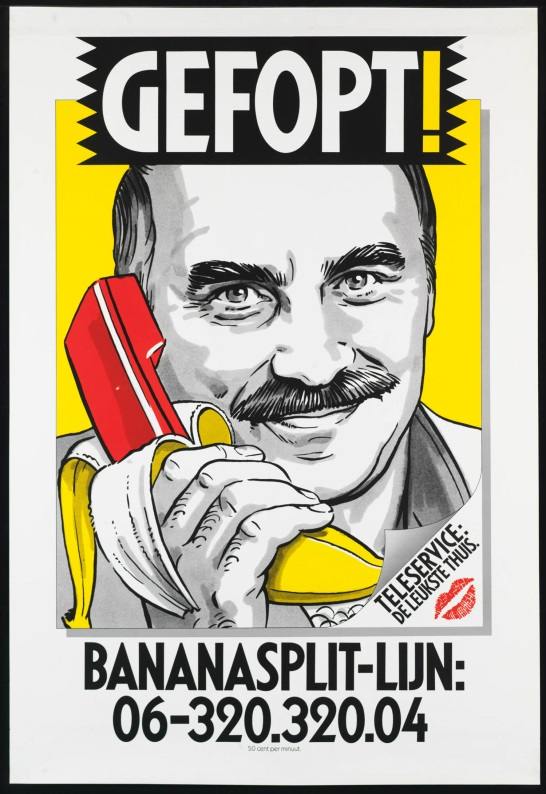 GEFOPT!
TELESERVICE:
DE LEUKSTE THUIS.
BANANASPLIT-LIJN:
06-320.320.04
50 cent per minuut